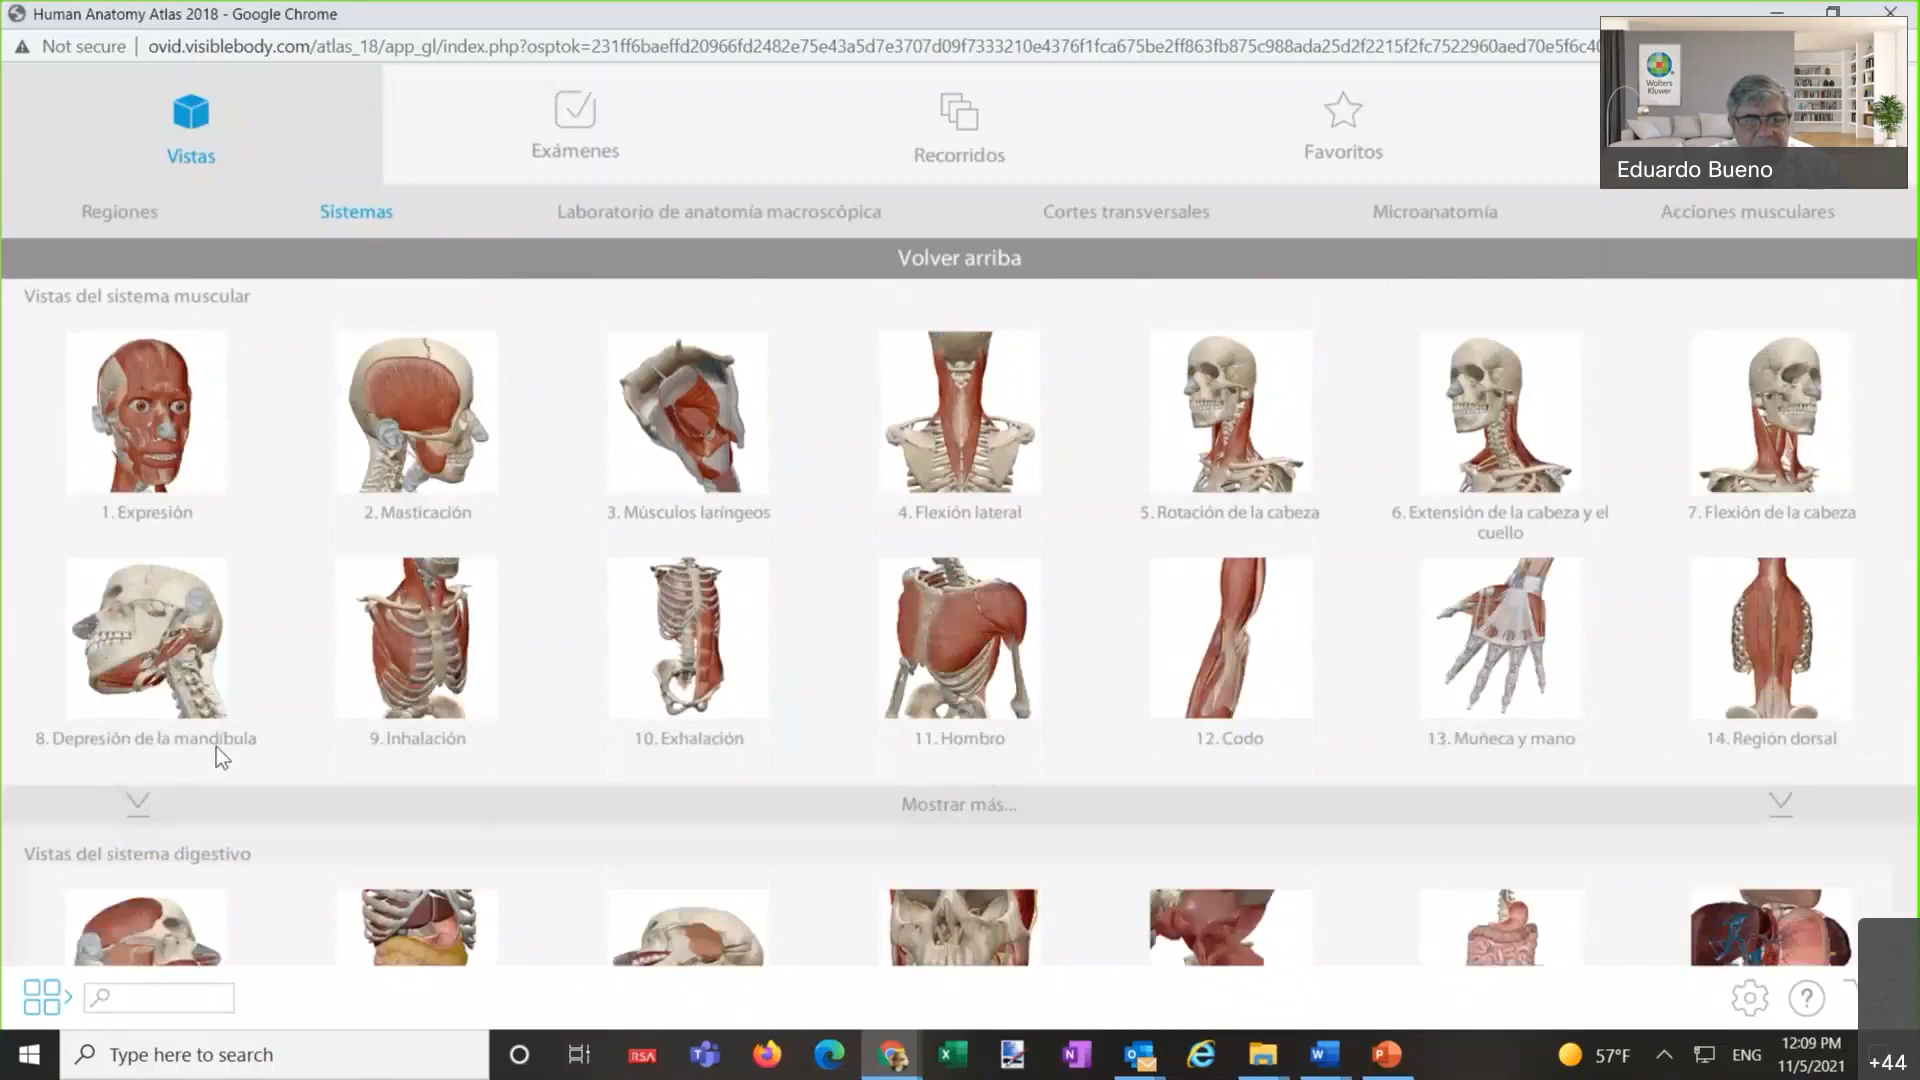 Human Anatomy Atlas 2018 - Google Chrome
Not secure | ovid.visiblebody.com/atlas_18/app_gl/index.php?osptok=231ff6baeffd20966fd2482e75e43a5d7e3707d09f7333210e4376f1fca675be2ff863fb875c988ada25d2f2215f2fc7522960aed70e5f6c40
Wolters
Kluwer
Eduardo Bueno
Vistas
Exámenes
Recorridos
Favoritos
Regiones
Sistemas
Laboratorio de anatomía macroscópica
Cortes transversales
Microanatomía
Acciones musculares
Volver arriba
Vistas del sistema muscular
1. Expresión
2. Masticación
3. Músculos laríngeos
4. Flexión lateral
5. Rotación de la cabeza
6. Extensión de la cabeza y el
cuello
7. Flexión de la cabeza
8. Depresión de la mandíbula
9. Inhalación
10. Exhalación
11. Hombro
12. Codo
13. Muñeca y mano
14. Región dorsal
Mostrar más...
Vistas del sistema digestivo
Type here to search
RSA
57°F
ENG
12:09 PM
11/5/2021
+44